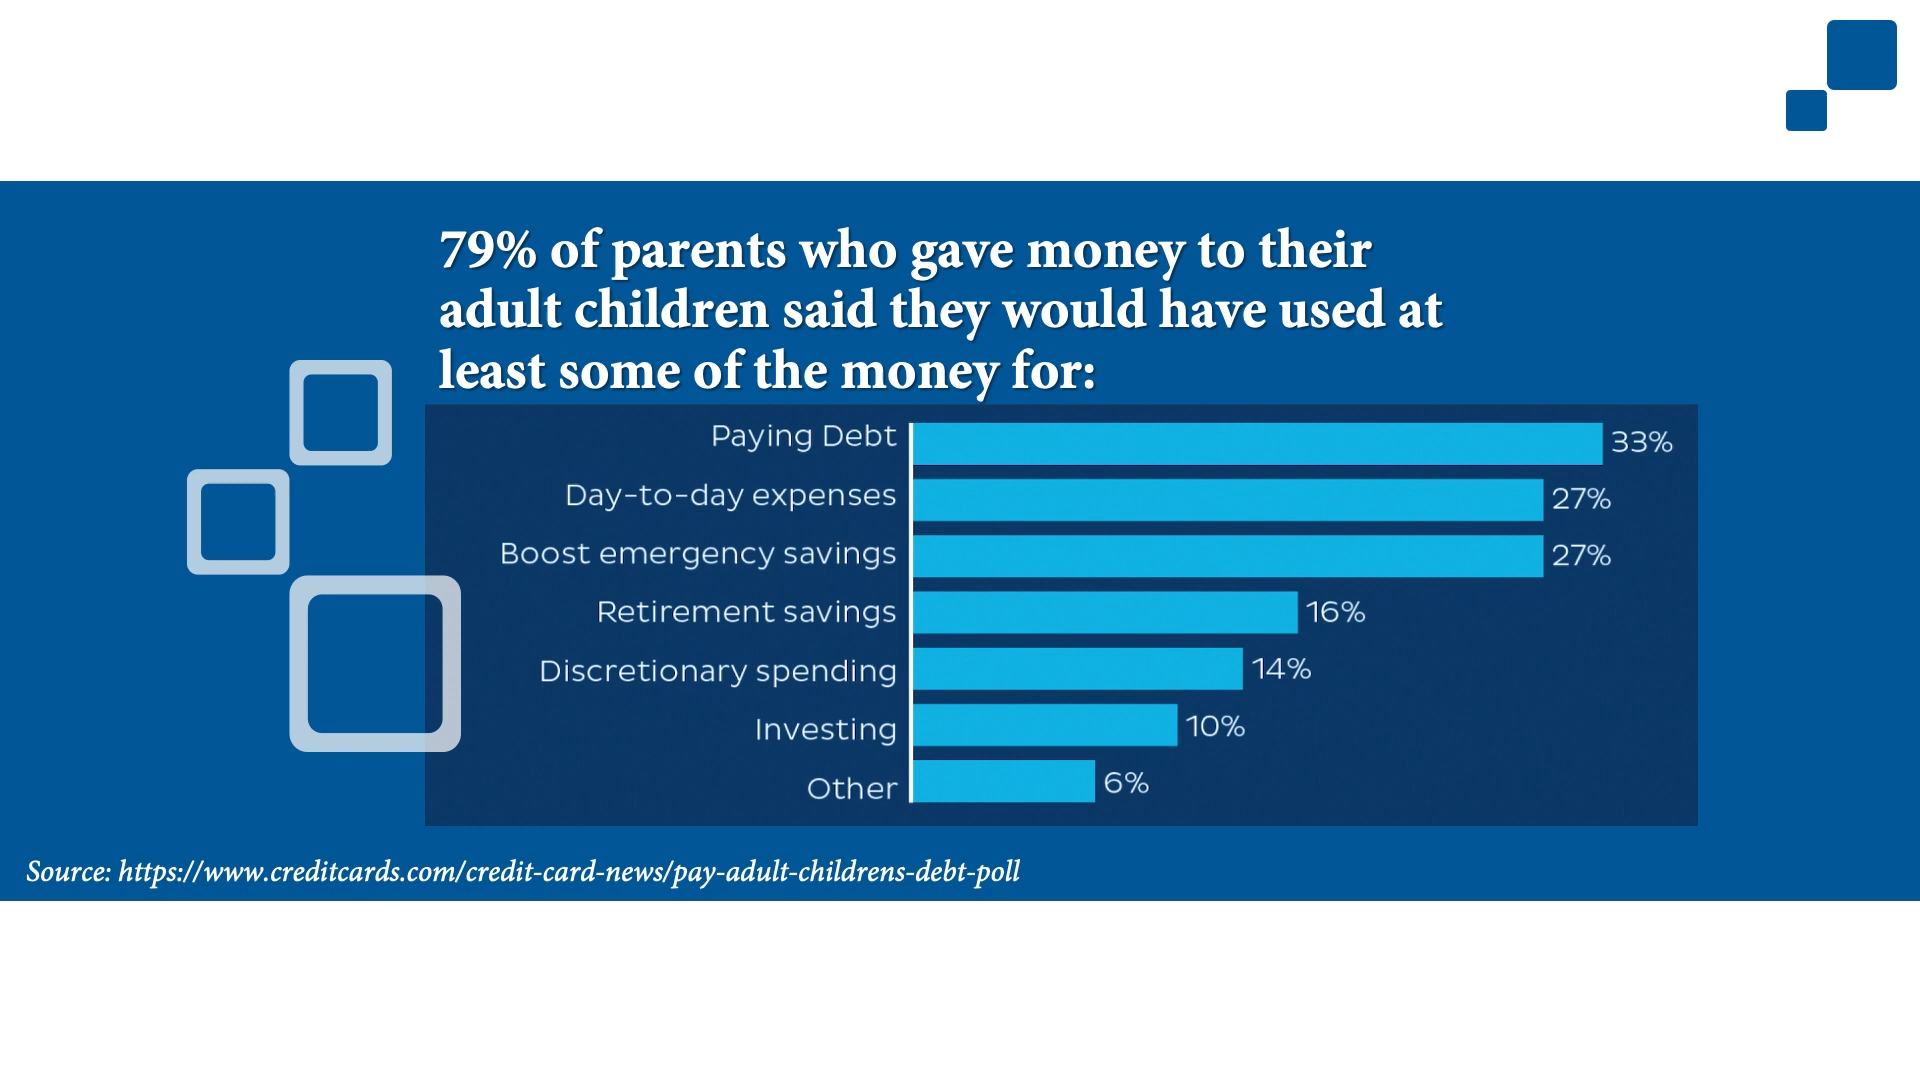 79% of parents who gave money to their
adult children said they would have used at
least some of the money for:
Paying Debt 33%
Day-to-day expenses 27%
Boost emergency savings 27%
Retirement savings 16%
Discretionary spending 14%
Investing 10%
Other 6%
Source: https://www.creditcards.com/credit-card-news/pay-adult-childrens-debt-poll